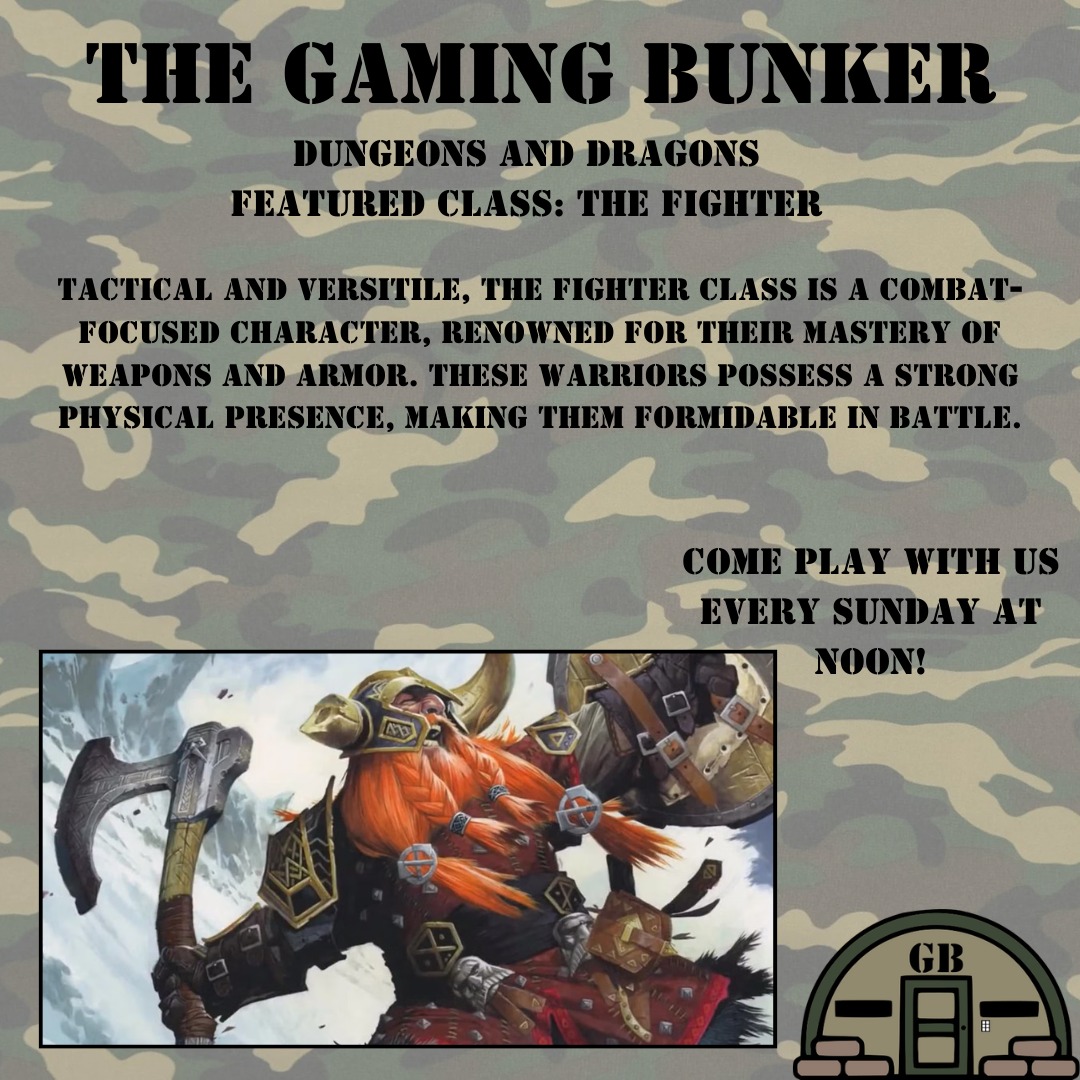 THE GAMING BUNKER
DUNGEONS AND DRAGONS
FEATURED CLASS: THE FIGHTER
TACTICAL AND VERSITILE, THE FIGHTER CLASS IS A COMBAT-
FOCUSED CHARACTER, RENOWNED FOR THEIR MASTERY OF
WEAPONS AND ARMOR. THESE WARRIORS POSSESS A STRONG
PHYSICAL PRESENCE, MAKING THEM FORMIDABLE IN BATTLE.
COME PLAY WITH US
EVERY SUNDAY AT
NOON!
GB